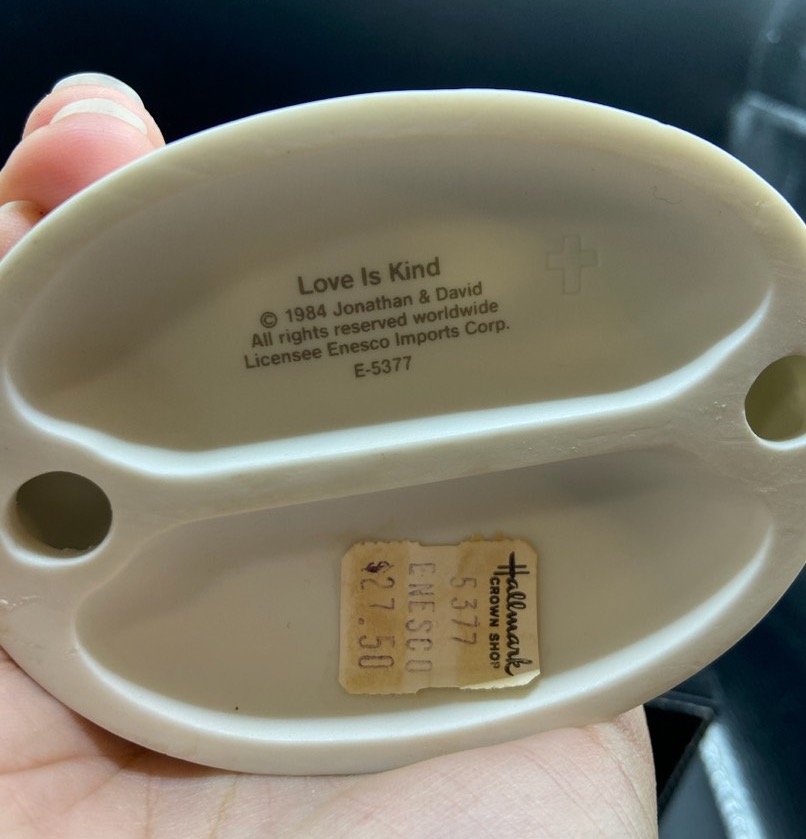 Love Is Kind
© 1984 Jonathan & David
All rights reserved worldwide
Licensee Enesco Imports Corp.
E-5377
Hallmark
CROWN SHOP
5377
ENESCO
$27.50